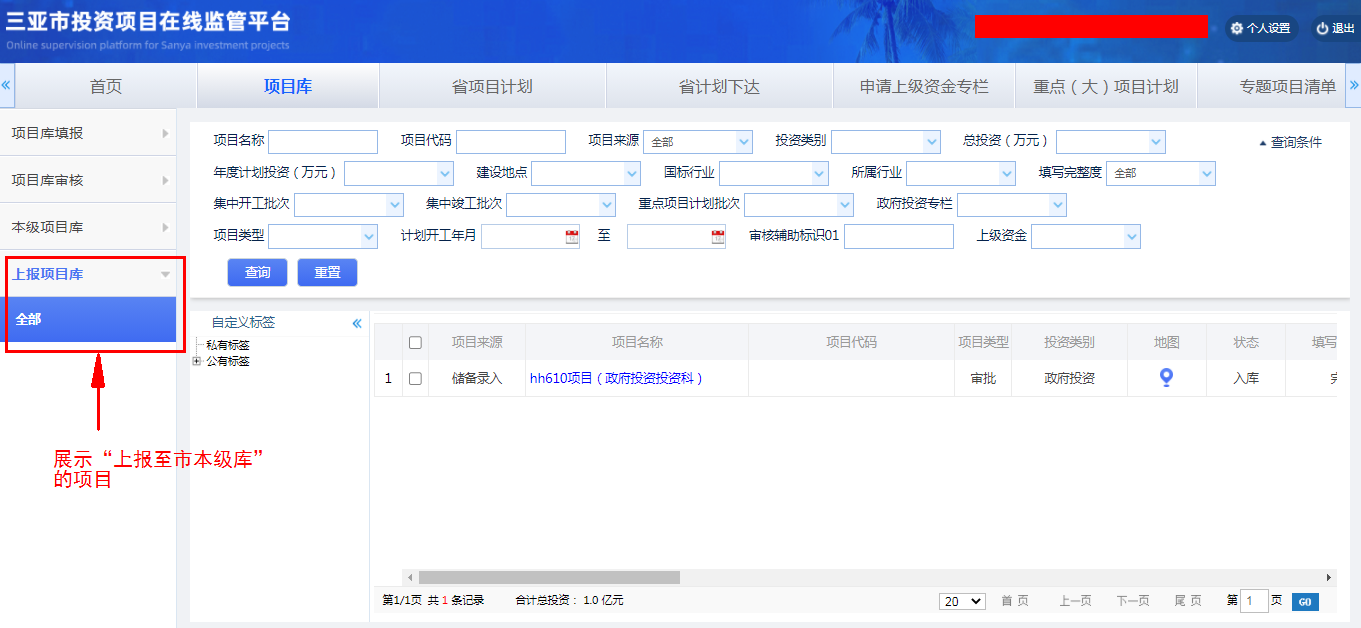 三亚市投资项目在线监管平台
Online supervision platform for Sanya investment projects
个人设置 退出
« 首页 项目库 省项目计划 省计划下达 申请上级资金专栏 重点（大）项目计划 专题项目清单 »
项目库填报
项目库审核
本级项目库
上报项目库
全部
展示“上报至市本级库”
的项目
项目名称 项目代码 项目来源 全部 投资类别 总投资（万元） 查询条件
年度计划投资（万元） 建设地点 国标行业 所属行业 填写完整度 全部
集中开工批次 集中竣工批次 重点项目计划批次 政府投资专栏
项目类型 计划开工年月 至 审核辅助标识01 上级资金
查询 重置
自定义标签 «
私有标签
公有标签
项目来源 项目名称 项目代码 项目类型 投资类别 地图 状态 填写
1 储备录入 hh610项目（政府投资投资科） 审批 政府投资 入库
第1/1页 共1条记录 合计总投资： 1.0 亿元 20 首 页 上一页 下一页 尾 页 第 1 页 GO